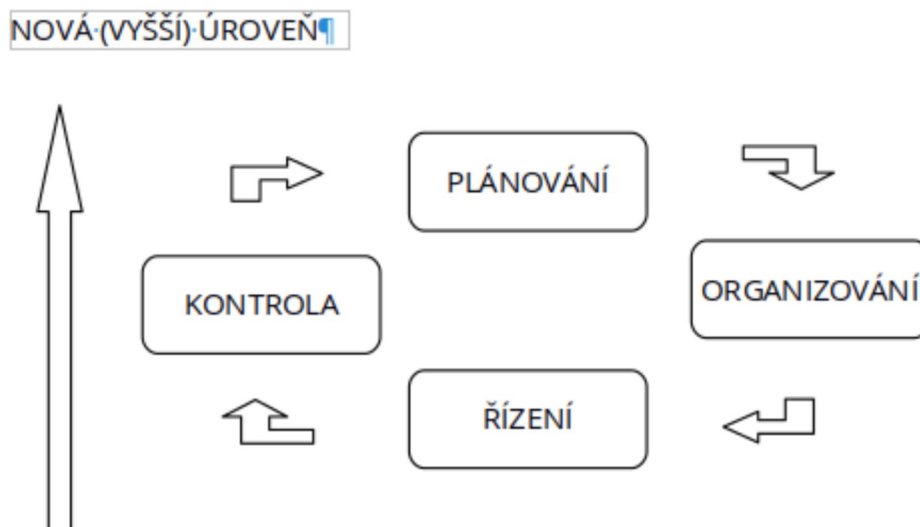 NOVÁ (VYŠŠÍ) ÚROVEŇ¶
PLÁNOVÁNÍ
ORGANIZOVÁNÍ
KONTROLA
ŘÍZENÍ